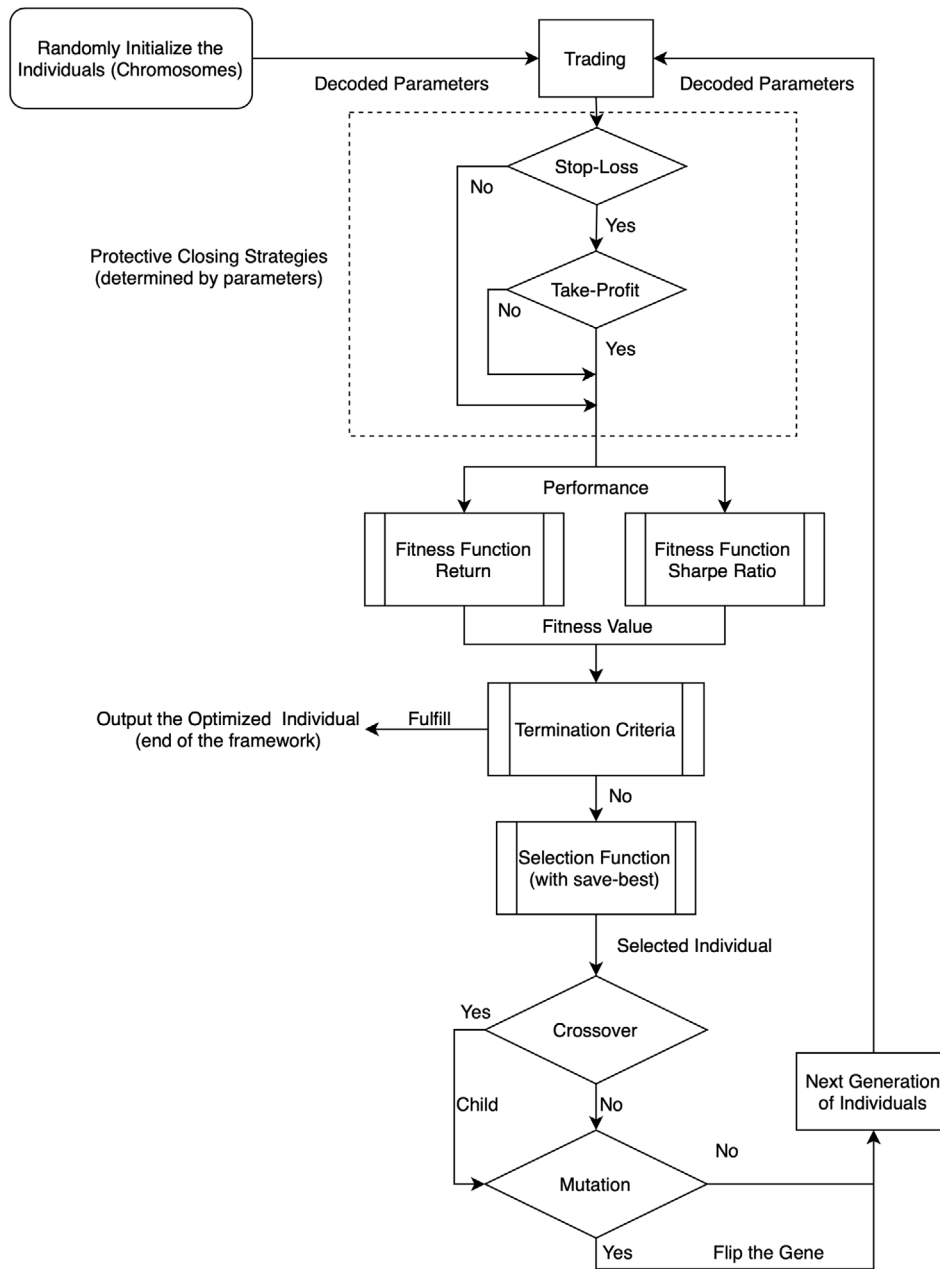 Randomly Initialize the
Individuals (Chromosomes)
Trading
Decoded Parameters
Decoded Parameters
Stop-Loss
No
Yes
Protective Closing Strategies
(determined by parameters)
Take-Profit
No
Yes
Performance
Fitness Function
Return
Fitness Function
Sharpe Ratio
Fitness Value
Output the Optimized Individual
(end of the framework)
Fulfill
Termination Criteria
No
Selection Function
(with save-best)
Selected Individual
Yes
Crossover
Child
No
Next Generation
of Individuals
Mutation
No
Yes
Flip the Gene